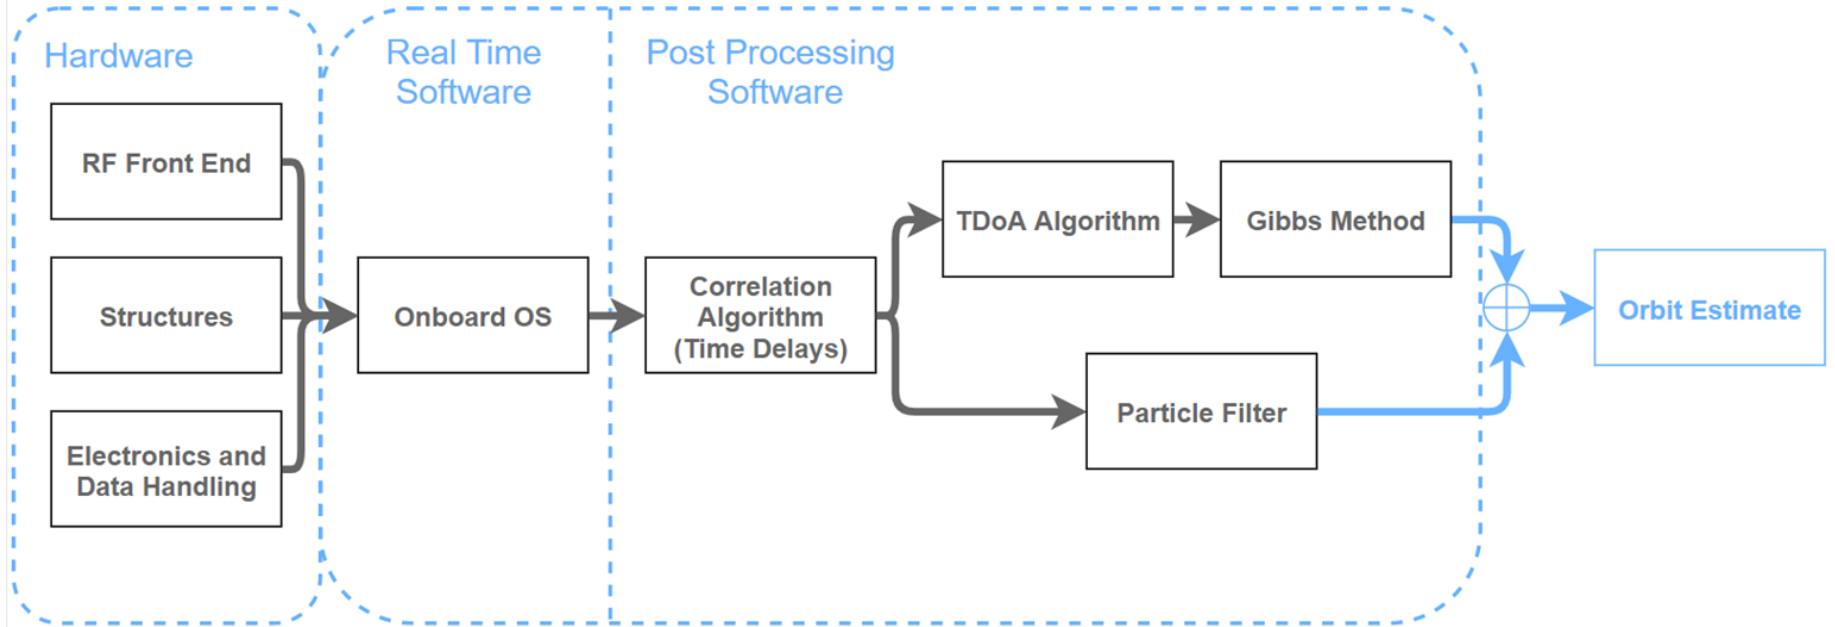 Hardware
RF Front End
Structures
Electronics and
Data Handling
Real Time
Software
Onboard OS
Post Processing
Software
Correlation
Algorithm
(Time Delays)
TDoA Algorithm
Gibbs Method
Particle Filter
Orbit Estimate